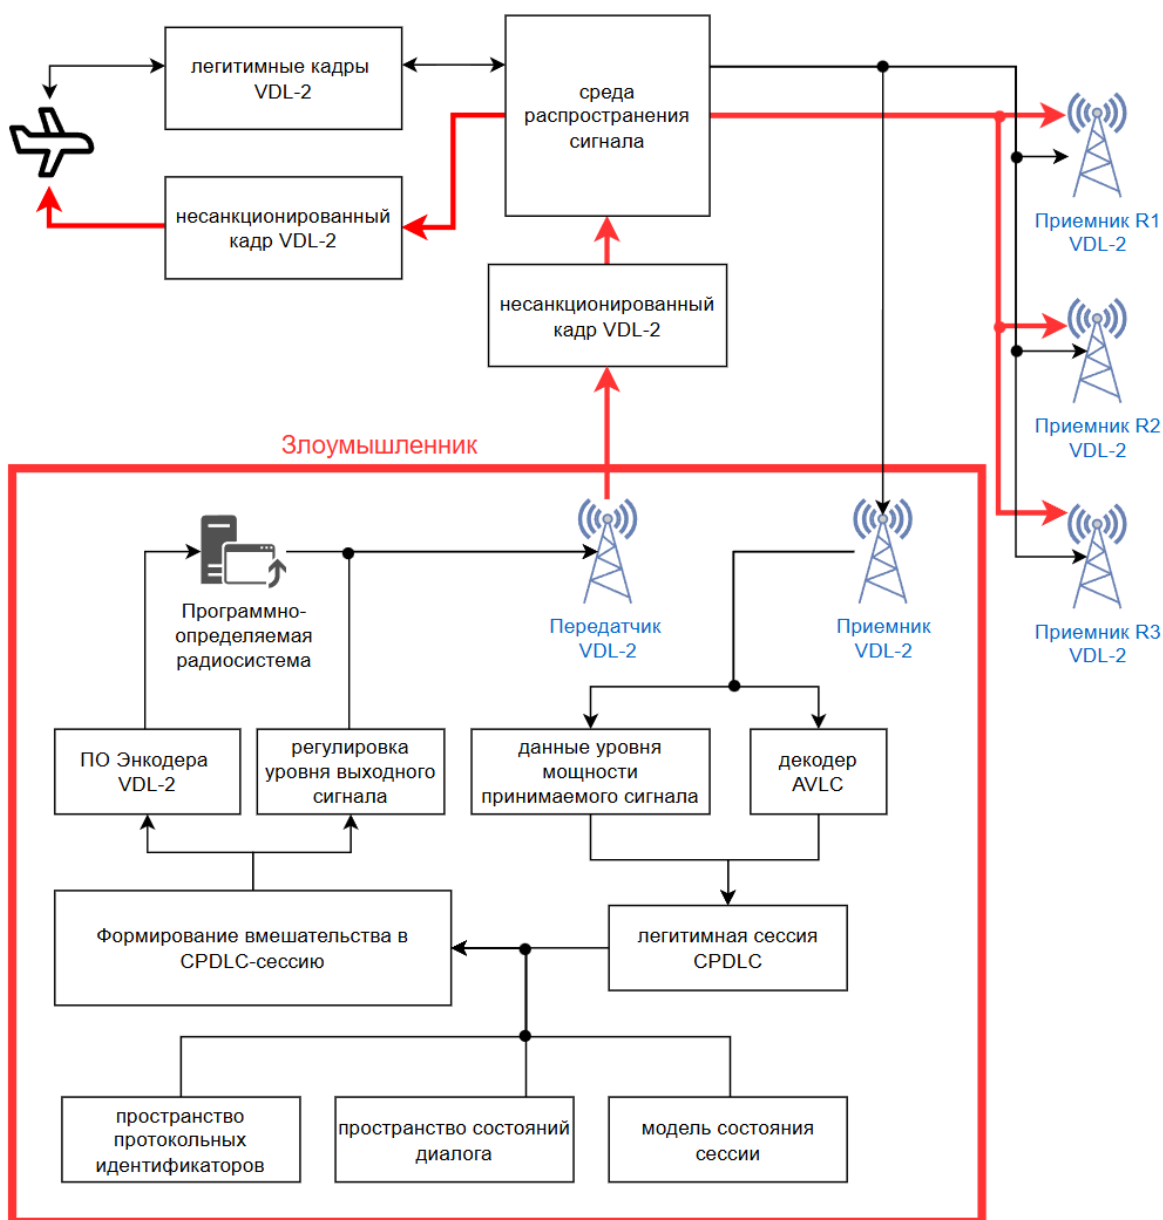 легитимные кадры
VDL-2
среда
распространения
сигнала
несанкционированный
кадр VDL-2
Приемник R1
VDL-2
несанкционированный
кадр VDL-2
Приемник R2
VDL-2
Злоумышленник
Программно-
определяемая
радиосистема
Передатчик
VDL-2
Приемник
VDL-2
Приемник R3
VDL-2
ПО Энкодера
VDL-2
регулировка
уровня выходного
сигнала
данные уровня
мощности
принимаемого сигнала
декодер
AVLC
Формирование вмешательства в
CPDLC-сессию
легитимная сессия
CPDLC
пространство
протокольных
идентификаторов
пространство состояний
диалога
модель состояния
сессии